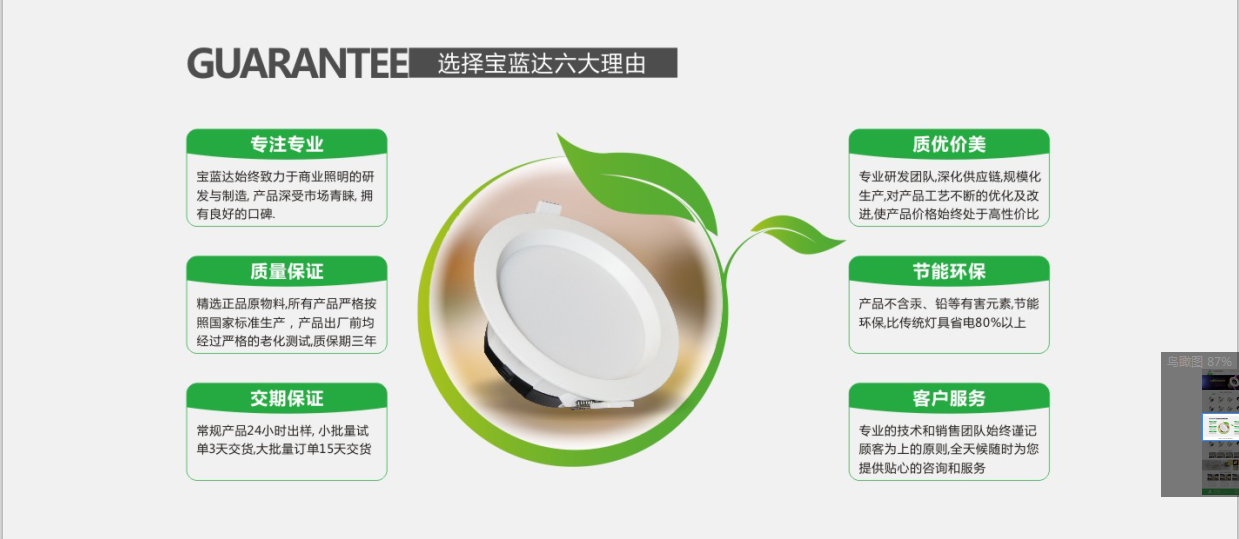 GUARANTEE 选择宝蓝达六大理由
专注专业
宝蓝达始终致力于商业照明的研
发与制造, 产品深受市场青睐, 拥
有良好的口碑.
质量保证
精选正品原物料,所有产品严格按
照国家标准生产，产品出厂前均
经过严格的老化测试,质保期三年
交期保证
常规产品24小时出样, 小批量试
单3天交货,大批量订单15天交货
质优价美
专业研发团队,深化供应链,规模化
生产,对产品工艺不断的优化及改
进,使产品价格始终处于高性价比
节能环保
产品不含汞、铅等有害元素,节能
环保,比传统灯具省电80%以上
客户服务
专业的技术和销售团队始终谨记
顾客为上的原则,全天候随时为您
提供贴心的咨询和服务
鸟瞰图 87%